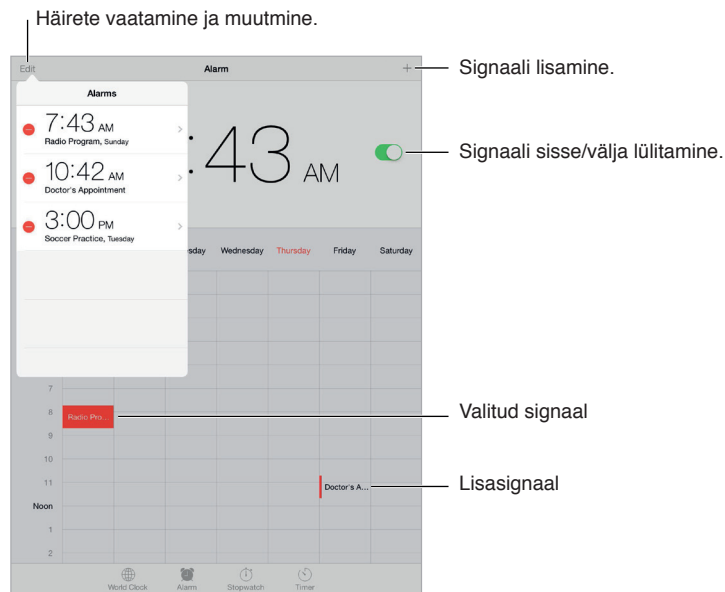 Häirete vaatamine ja muutmine.
Edit
Alarm
+
Signaali lisamine.
Alarms
7:43 AM
Radio Program, Sunday
10:42 AM
Doctor's Appointment
3:00 PM
Soccer Practice, Tuesday
:43 AM
Signaali sisse/välja lülitamine.
sday Wednesday Thursday Friday Saturday
7
8
Radio Pro...
Valitud signaal
9
10
11
Doctor's A...
Lisasignaal
Noon
1
2
World Clock Alarm Stopwatch Timer